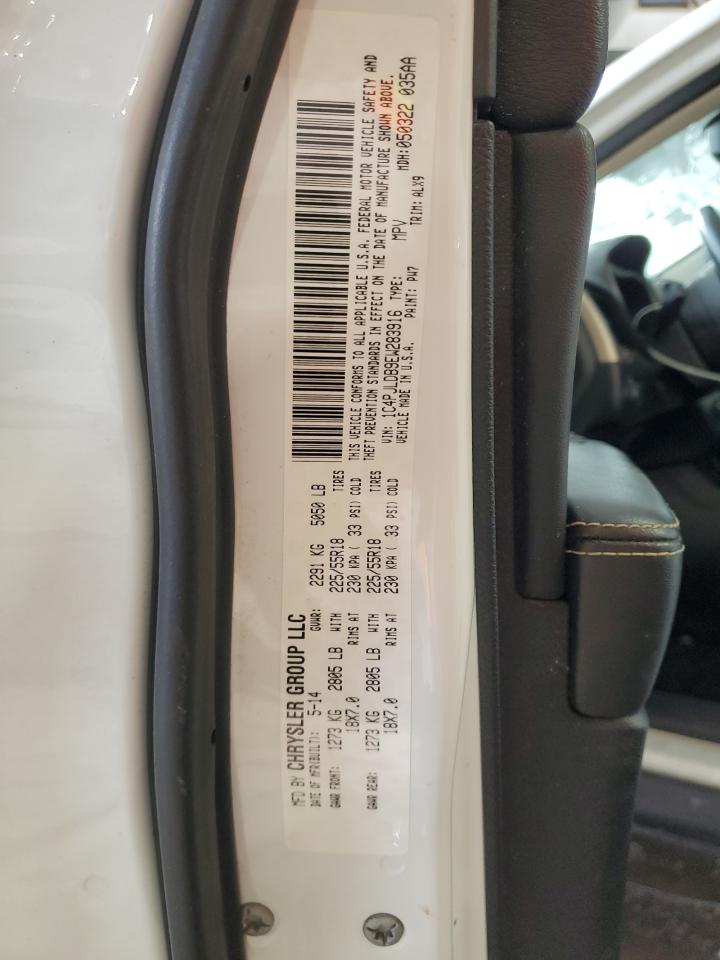 MFD BY CHRYSLER GROUP LLC
DATE OF MFR(BUILT): 5-14 GVWR: 2291 KG 5050 LB
GAWR FRONT: 1273 KG 2805 LB WITH 225/55R18 TIRES
18X7.0 RIMS AT 230 KPA ( 33 PSI) COLD
GAWR REAR: 1273 KG 2805 LB WITH 225/55R18 TIRES
18X7.0 RIMS AT 230 KPA ( 33 PSI) COLD
THIS VEHICLE CONFORMS TO ALL APPLICABLE U.S.A. FEDERAL MOTOR VEHICLE SAFETY AND
THEFT PREVENTION STANDARDS IN EFFECT ON THE DATE OF MANUFACTURE SHOWN ABOVE.
VIN: 1C4PJLDB9EW283916 TYPE: MPV MDH:050322 035AA
VEHICLE MADE IN U.S.A. PAINT: PW7 TRIM: ALX9